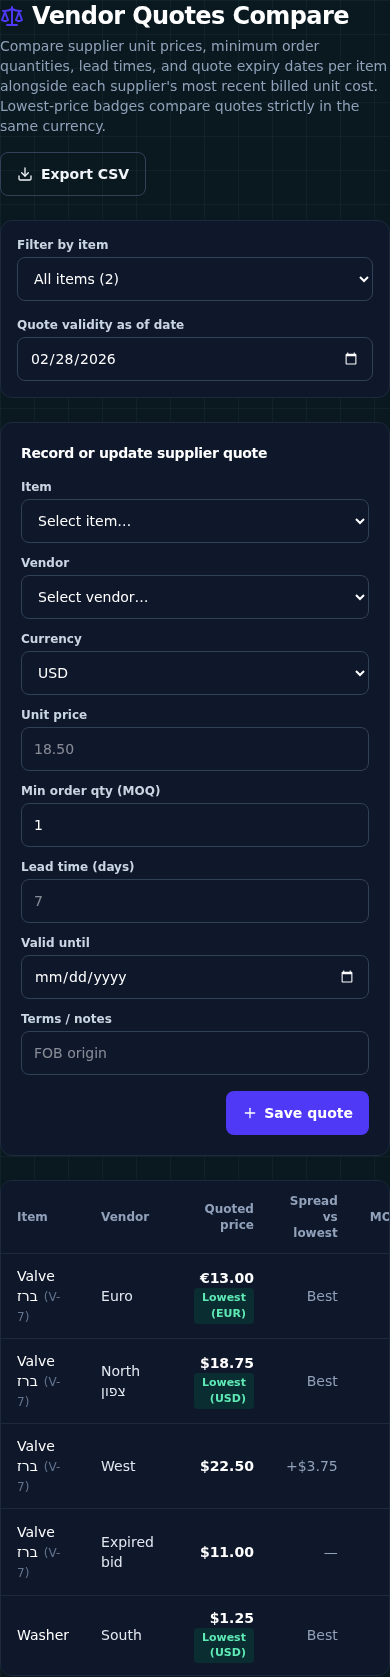 Vendor Quotes Compare
Compare supplier unit prices, minimum order
quantities, lead times, and quote expiry dates per item
alongside each supplier's most recent billed unit cost.
Lowest-price badges compare quotes strictly in the
same currency.
Export CSV
Filter by item
All items (2)
Quote validity as of date
02/28/2026
Record or update supplier quote
Item
Select item…
Vendor
Select vendor…
Currency
USD
Unit price
18.50
Min order qty (MOQ)
1
Lead time (days)
7
Valid until
mm/dd/yyyy
Terms / notes
FOB origin
Save quote
Item Vendor Quoted price Spread vs lowest
Valve ברז (V-7) Euro €13.00 Lowest (EUR) Best
Valve ברז (V-7) North צפון $18.75 Lowest (USD) Best
Valve ברז (V-7) West $22.50 +$3.75
Valve ברז (V-7) Expired bid $11.00 —
Washer South $1.25 Lowest (USD) Best